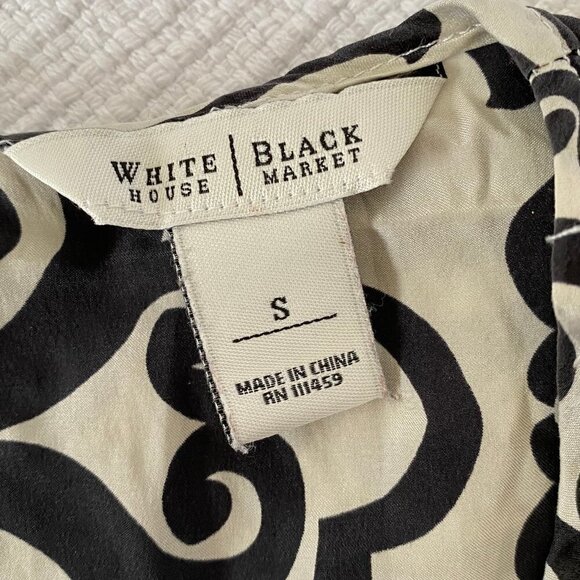 WHITE HOUSE | BLACK MARKET
S
MADE IN CHINA
RN 111459